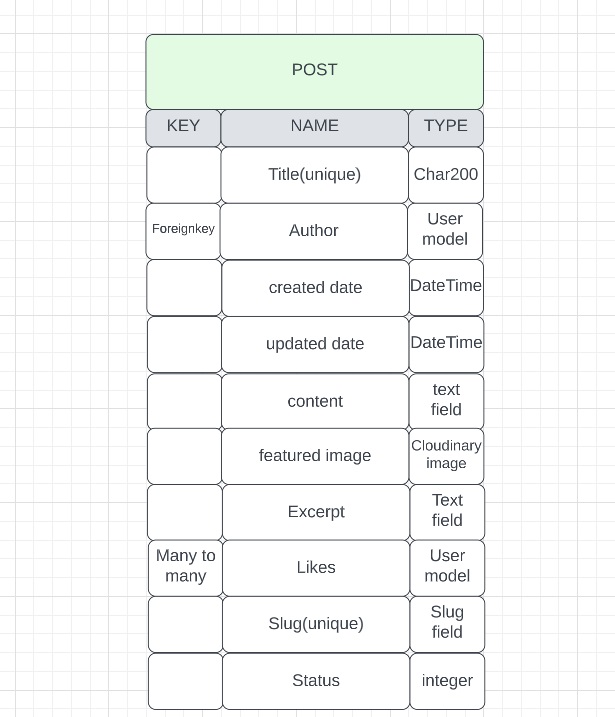 POST
KEY NAME TYPE
Title(unique) Char200
Foreignkey Author User
model
created date DateTime
updated date DateTime
content text
field
featured image Cloudinary
image
Excerpt Text
field
Many to
many Likes User
model
Slug(unique) Slug
field
Status integer